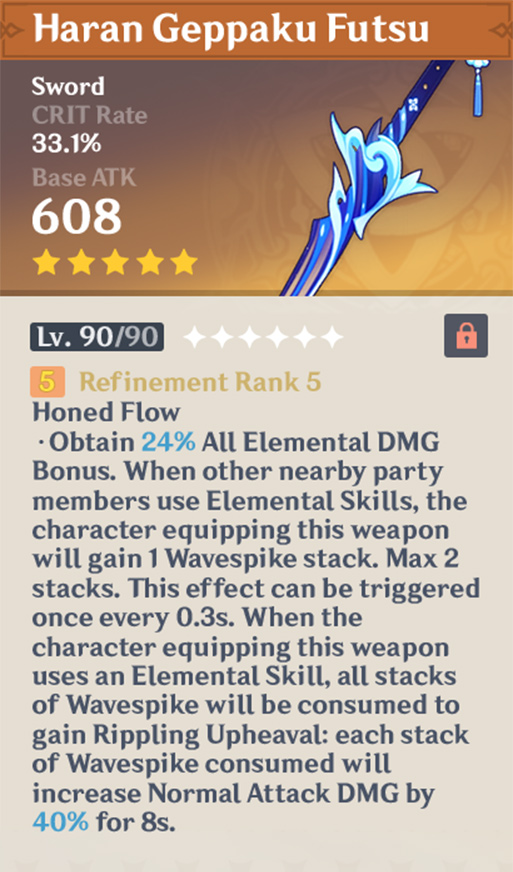 Haran Geppaku Futsu
Sword
CRIT Rate
33.1%
Base ATK
608
Lv. 90/90
5 Refinement Rank 5
Honed Flow
·Obtain 24% All Elemental DMG
Bonus. When other nearby party
members use Elemental Skills, the
character equipping this weapon
will gain 1 Wavespike stack. Max 2
stacks. This effect can be triggered
once every 0.3s. When the
character equipping this weapon
uses an Elemental Skill, all stacks
of Wavespike will be consumed to
gain Rippling Upheaval: each stack
of Wavespike consumed will
increase Normal Attack DMG by
40% for 8s.